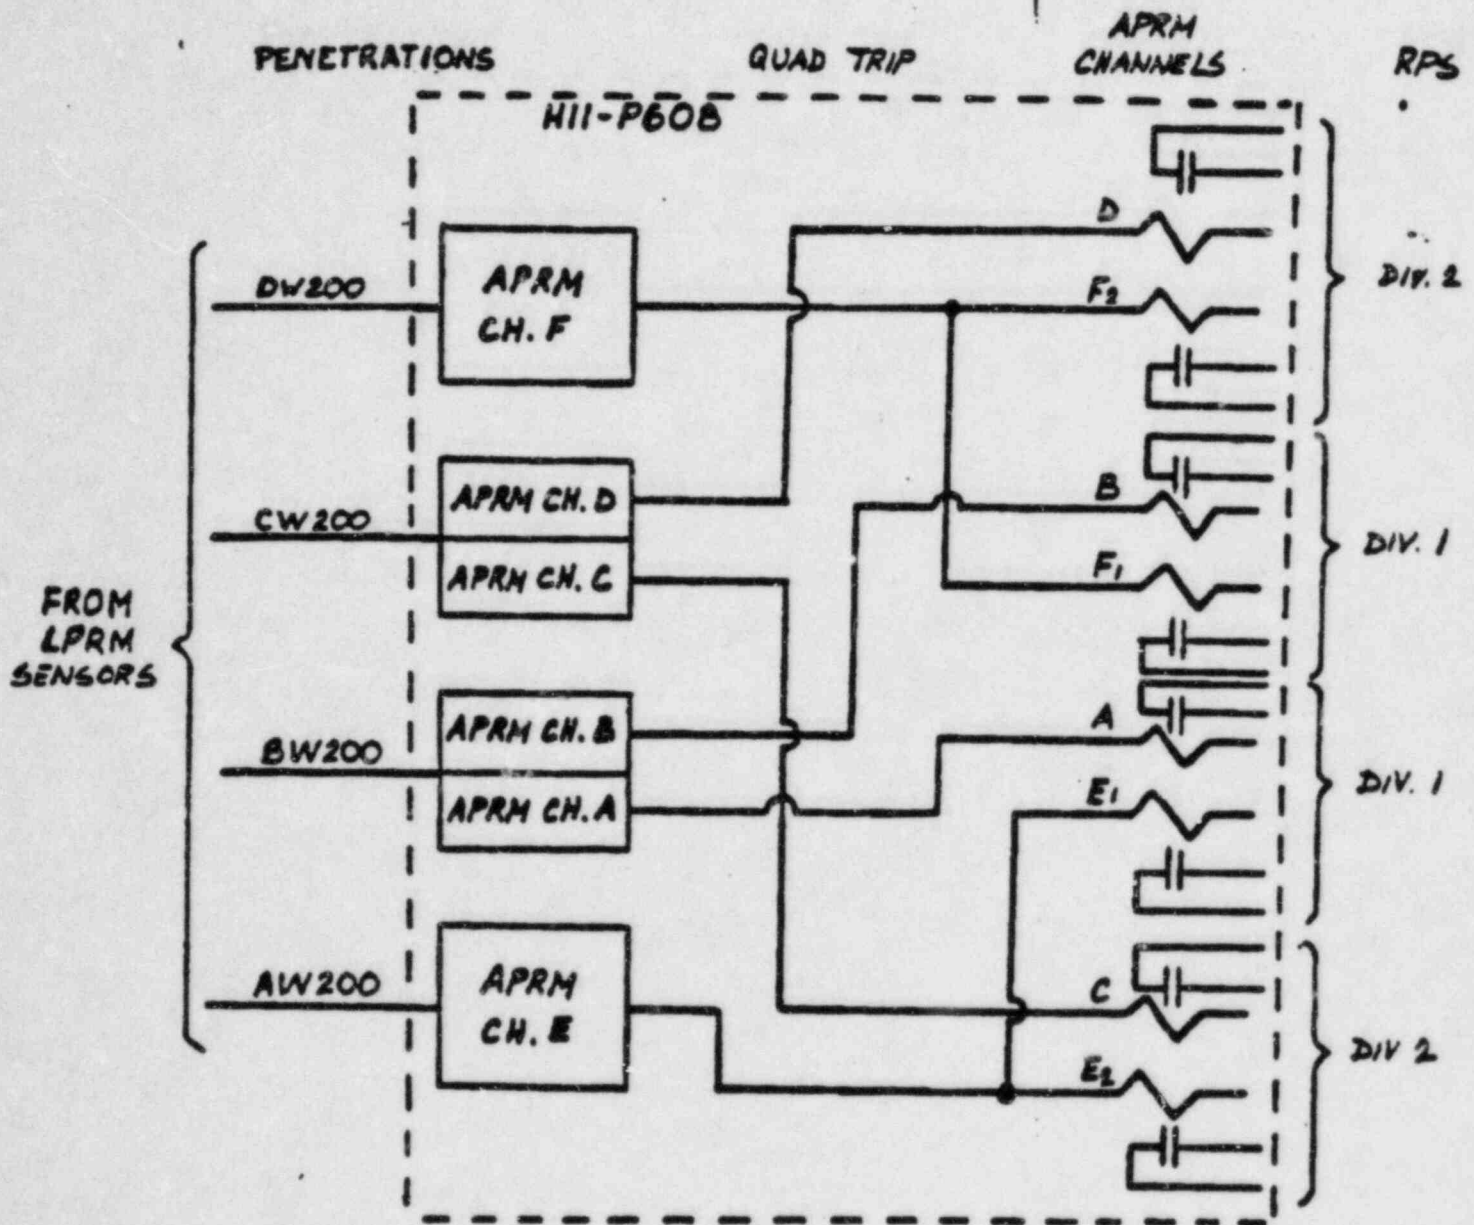 PENETRATIONS
QUAD TRIP
APRM
CHANNELS
RPS
H11-P608
D
DW200
APRM
CH. F
F2
DIV. 2
CW200
APRM CH. D
APRM CH. C
B
F1
DIV. 1
FROM
LPRM
SENSORS
BW200
APRM CH. B
APRM CH. A
A
E1
DIV. 1
AW200
APRM
CH. E
C
E2
DIV 2